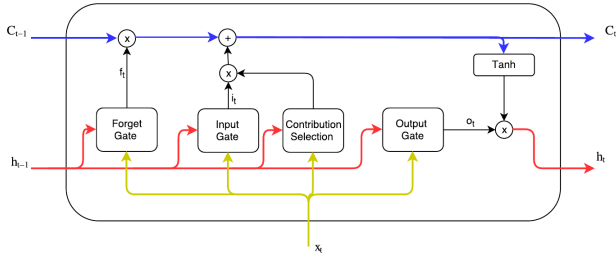 C_{t-1}
x
+
C_t
Tanh
x
f_t
i_t
Forget
Gate
Input
Gate
Contribution
Selection
Output
Gate
o_t
x
h_{t-1}
h_t
x_t